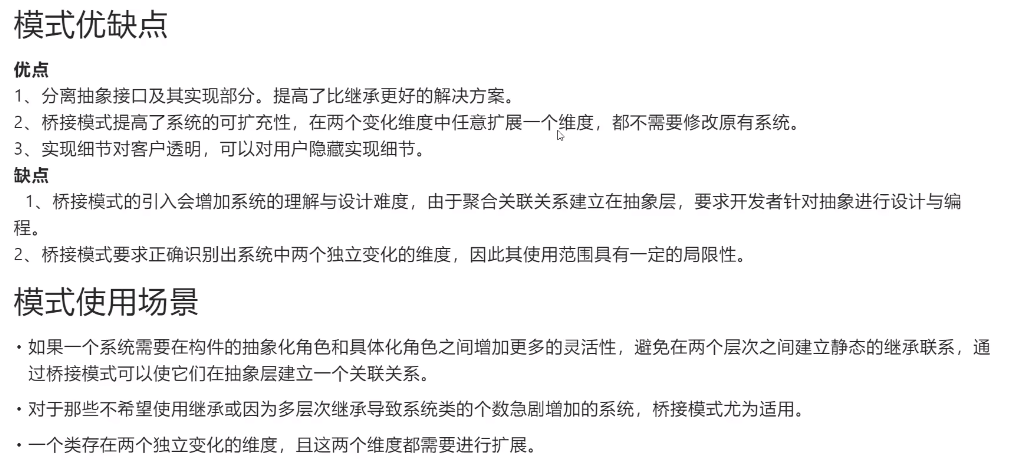 模式优缺点
优点
1、分离抽象接口及其实现部分。提高了比继承更好的解决方案。
2、桥接模式提高了系统的可扩充性，在两个变化维度中任意扩展一个维度，都不需要修改原有系统。
3、实现细节对客户透明，可以对用户隐藏实现细节。
缺点
1、桥接模式的引入会增加系统的理解与设计难度，由于聚合关联关系建立在抽象层，要求开发者针对抽象进行设计与编
程。
2、桥接模式要求正确识别出系统中两个独立变化的维度，因此其使用范围具有一定的局限性。
模式使用场景
• 如果一个系统需要在构件的抽象化角色和具体化角色之间增加更多的灵活性，避免在两个层次之间建立静态的继承联系，通
过桥接模式可以使它们在抽象层建立一个关联关系。
• 对于那些不希望使用继承或因为多层次继承导致系统类的个数急剧增加的系统，桥接模式尤为适用。
• 一个类存在两个独立变化的维度，且这两个维度都需要进行扩展。